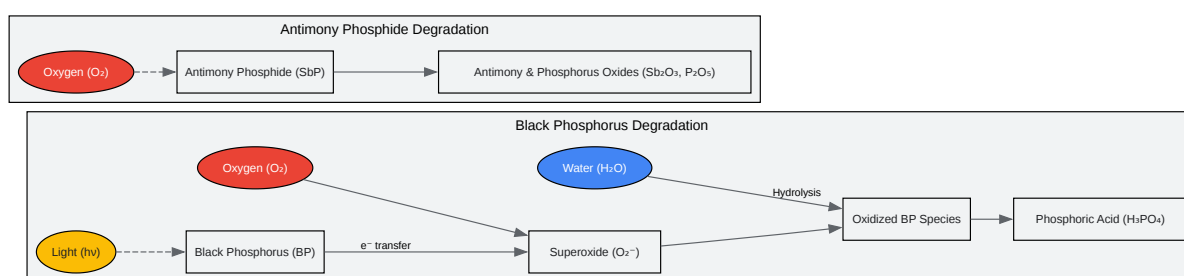 Antimony Phosphide Degradation
Oxygen (O₂)
Antimony Phosphide (SbP)
Antimony & Phosphorus Oxides (Sb₂O₃, P₂O₅)
Black Phosphorus Degradation
Oxygen (O₂)
Water (H₂O)
Hydrolysis
Oxidized BP Species
Phosphoric Acid (H₃PO₄)
Light (hν)
Black Phosphorus (BP)
e⁻ transfer
Superoxide (O₂⁻)